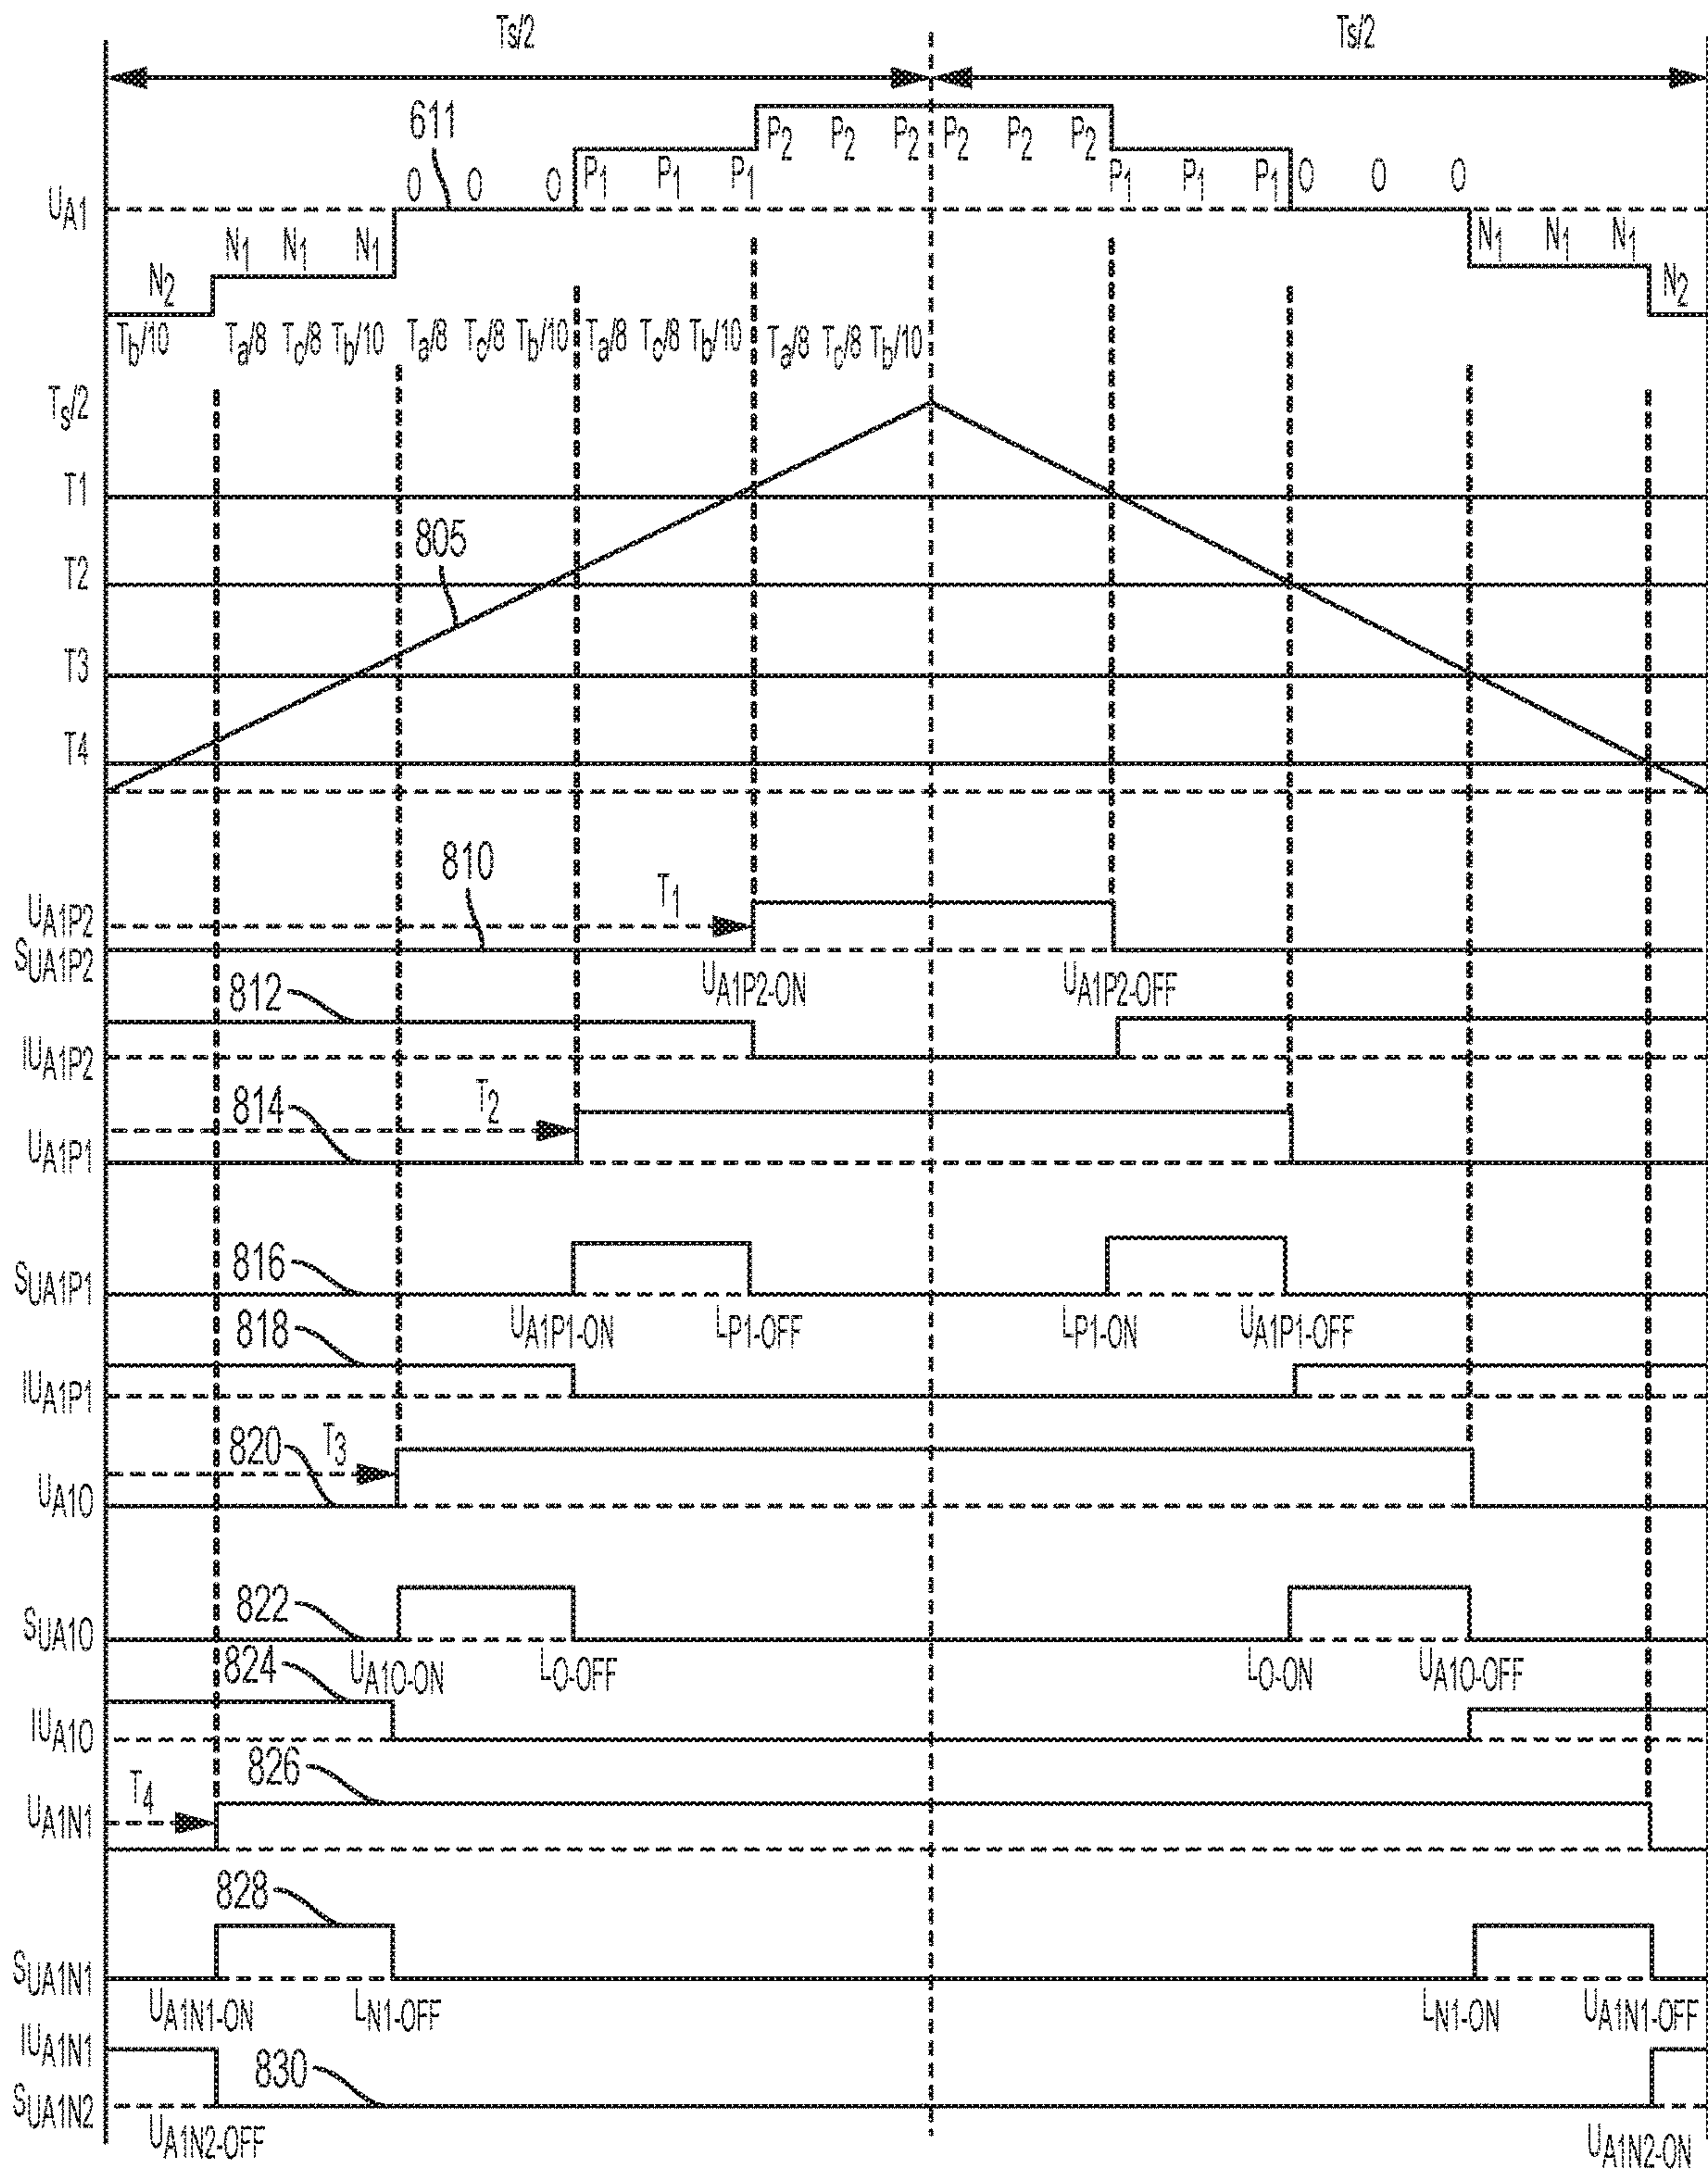 Ts/2 Ts/2
611
P2 P2 P2 P2 P2 P2
0 0 0 P1 P1 P1 P1 P1 P1 0 0 0
UA1
N1 N1 N1 N1 N1 N1
N2 N2
Tb/10 Ta/8 Tc/8 Tb/10 Ta/8 Tc/8 Tb/10 Ta/8 Tc/8 Tb/10 Ta/8 Tc/8 Tb/10
Ts/2
T1
805
T2
T3
T4
810
UA1P2 T1
SUA1P2
UA1P2-ON UA1P2-OFF
812
IUA1P2
814 T2
UA1P1
816
SUA1P1
UA1P1-ON LP1-OFF LP1-ON UA1P1-OFF
818
IUA1P1
820 T3
UA1O
822
SUA1O
UA1O-ON LO-OFF LO-ON UA1O-OFF
824
IUA1O
826
T4
UA1N1
828
SUA1N1
UA1N1-ON LN1-OFF LN1-ON UA1N1-OFF
IUA1N1
830
SUA1N2
UA1N2-OFF UA1N2-ON